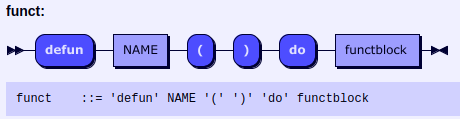 funct:
defun NAME ( ) do functblock
funct ::= 'defun' NAME '(' ')' 'do' functblock